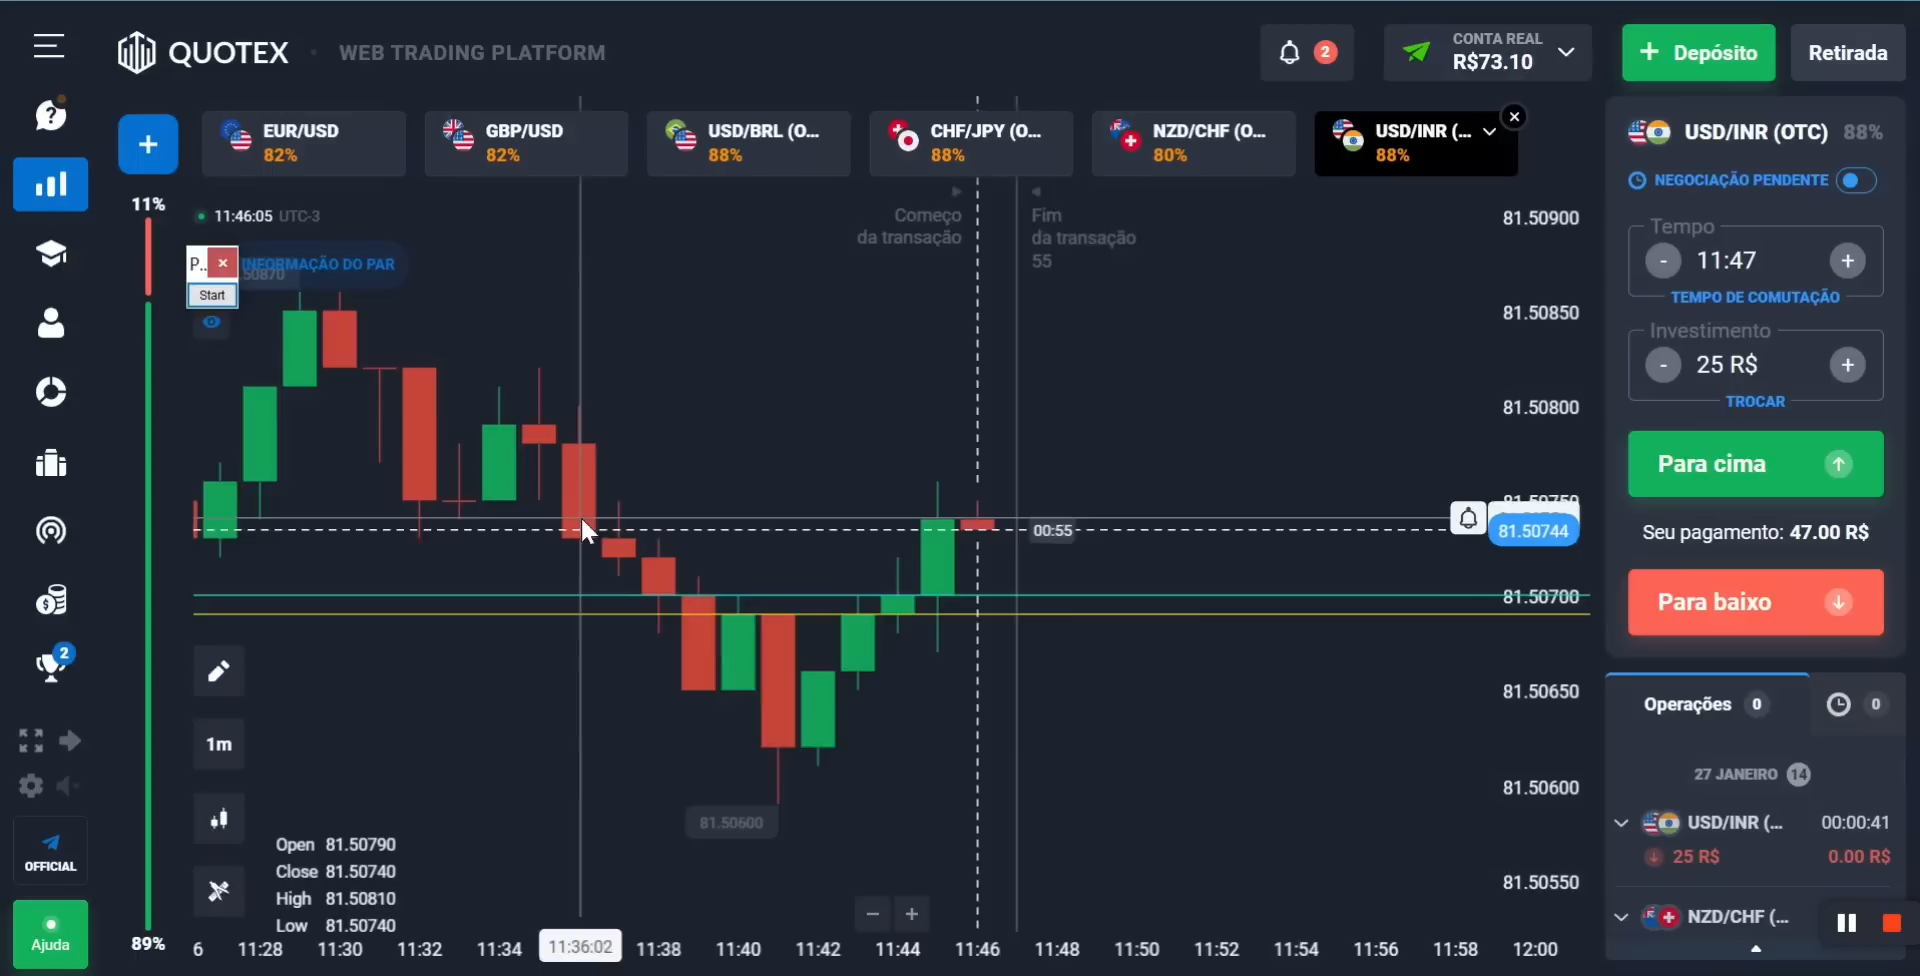 QUOTEX
WEB TRADING PLATFORM
2
CONTA REAL
R$73.10
+ Depósito
Retirada
+
EUR/USD
82%
GBP/USD
82%
USD/BRL (O...
88%
CHF/JPY (O...
88%
NZD/CHF (O...
80%
USD/INR (...
88%
USD/INR (OTC) 88%
NEGOCIAÇÃO PENDENTE
11%
11:46:05 UTC-3
P..
Start
INFORMAÇÃO DO PAR
Começo
da transação
Fim
da transação
55
81.50900
81.50850
81.50800
81.50750
81.50744
81.50700
81.50650
81.50600
81.50550
00:55
81.50600
Tempo
- 11:47 +
TEMPO DE COMUTAÇÃO
Investimento
- 25 R$ +
TROCAR
Para cima
Seu pagamento: 47.00 R$
Para baixo
Operações 0
0
27 JANEIRO 14
USD/INR (... 00:00:41
25 R$ 0.00 R$
NZD/CHF (...
2
1m
OFFICIAL
Ajuda
89%
Open 81.50790
Close 81.50740
High 81.50810
Low 81.50740
− +
6 11:28 11:30 11:32 11:34 11:36:02 11:38 11:40 11:42 11:44 11:46 11:48 11:50 11:52 11:54 11:56 11:58 12:00